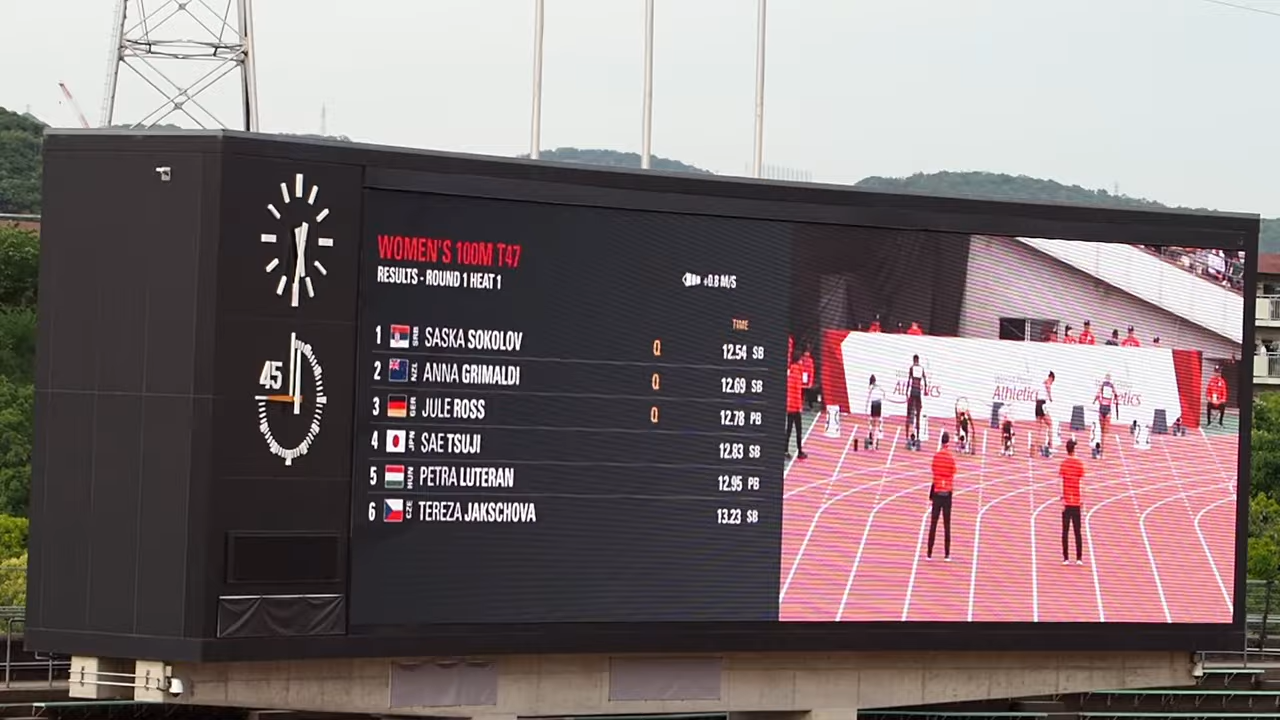 WOMEN'S 100M T47
RESULTS - ROUND 1 HEAT 1
+0.8 M/S
TIME
1 SRB SASKA SOKOLOV Q 12.54 SB
2 NZL ANNA GRIMALDI Q 12.69 SB
3 GER JULE ROSS Q 12.78 PB
4 JPN SAE TSUJI 12.83 SB
5 HUN PETRA LUTERAN 12.95 PB
6 CZE TEREZA JAKSCHOVA 13.23 SB
45
Athletics
Athletics